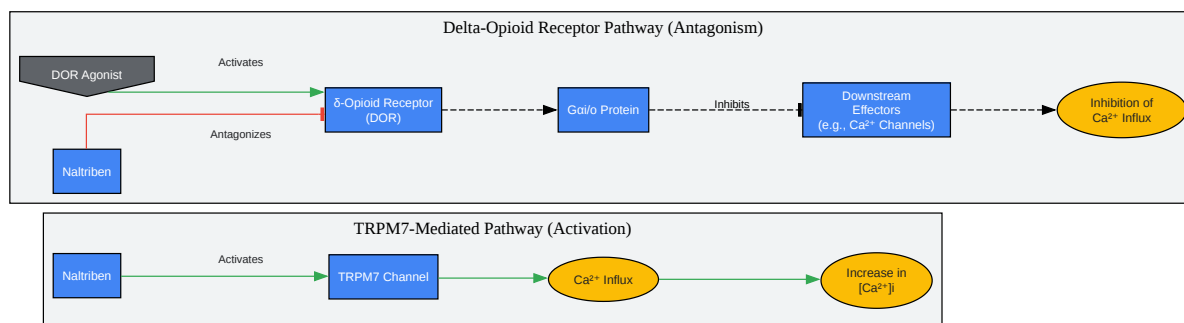 Delta-Opioid Receptor Pathway (Antagonism)
DOR Agonist
Activates
δ-Opioid Receptor
(DOR)
Gαi/o Protein
Inhibits
Downstream
Effectors
(e.g., Ca²⁺ Channels)
Inhibition of
Ca²⁺ Influx
Antagonizes
Naltriben
TRPM7-Mediated Pathway (Activation)
Naltriben
Activates
TRPM7 Channel
Ca²⁺ Influx
Increase in
[Ca²⁺]i